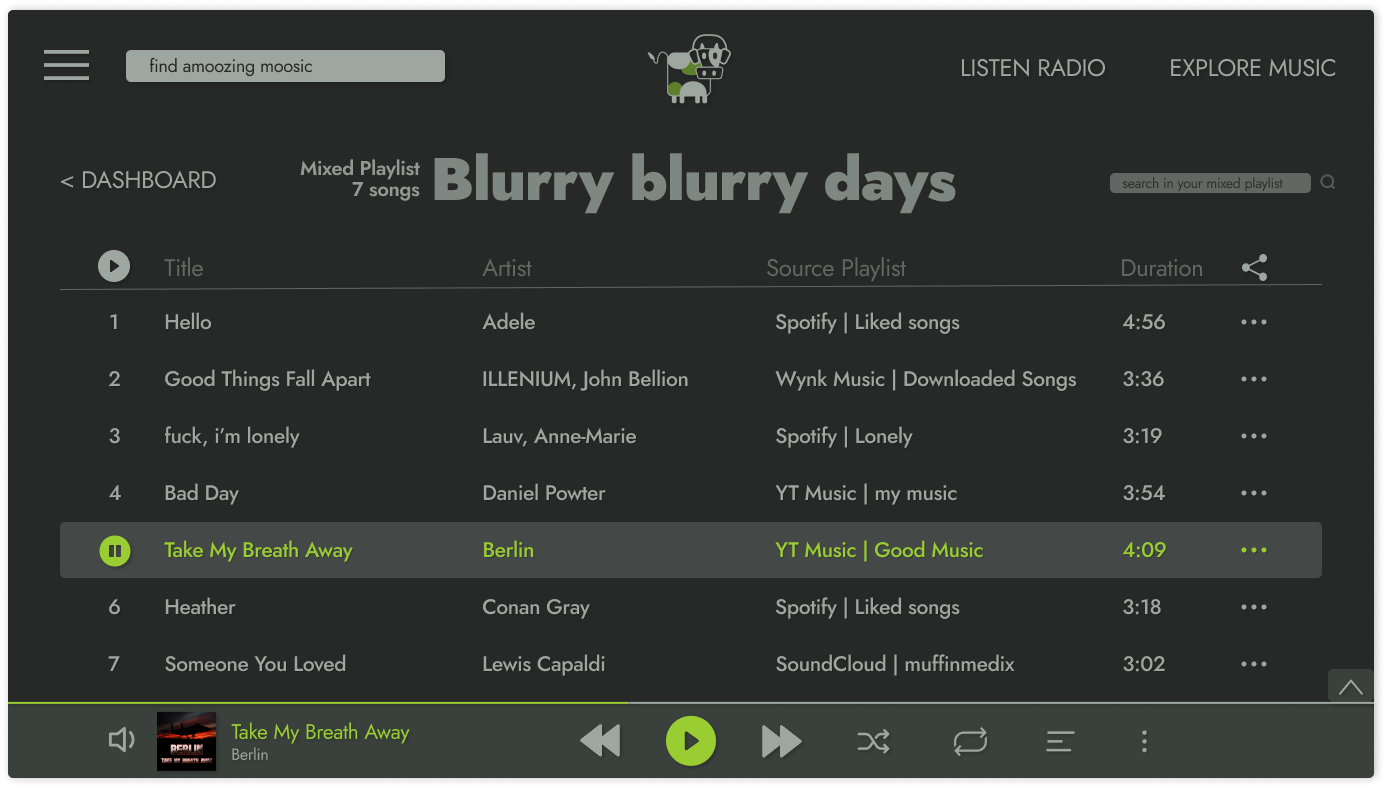 find amoozing moosic
LISTEN RADIO
EXPLORE MUSIC
< DASHBOARD
Mixed Playlist
7 songs
Blurry blurry days
search in your mixed playlist
Title Artist Source Playlist Duration
1 Hello Adele Spotify | Liked songs 4:56
2 Good Things Fall Apart ILLENIUM, John Bellion Wynk Music | Downloaded Songs 3:36
3 fuck, i’m lonely Lauv, Anne-Marie Spotify | Lonely 3:19
4 Bad Day Daniel Powter YT Music | my music 3:54
Take My Breath Away Berlin YT Music | Good Music 4:09
6 Heather Conan Gray Spotify | Liked songs 3:18
7 Someone You Loved Lewis Capaldi SoundCloud | muffinmedix 3:02
BERLIN
TAKE MY BREATH AWAY
Take My Breath Away
Berlin